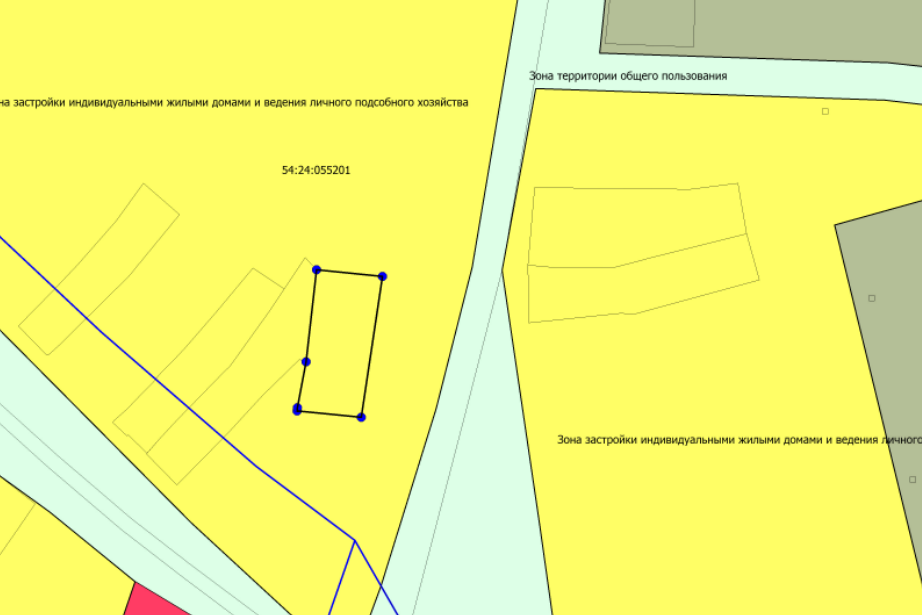 Зона территории общего пользования
на застройки индивидуальными жилыми домами и ведения личного подсобного хозяйства
54:24:055201
Зона застройки индивидуальными жилыми домами и ведения личного